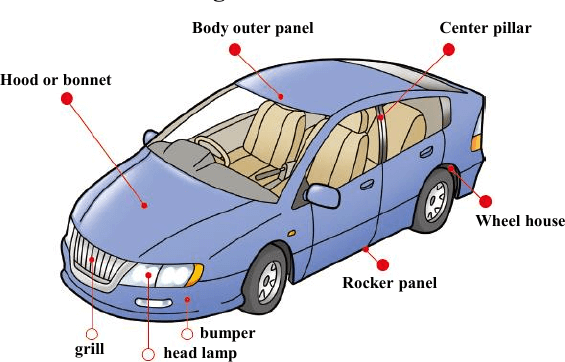 Body outer panel
Center pillar
Hood or bonnet
Wheel house
Rocker panel
bumper
grill
head lamp